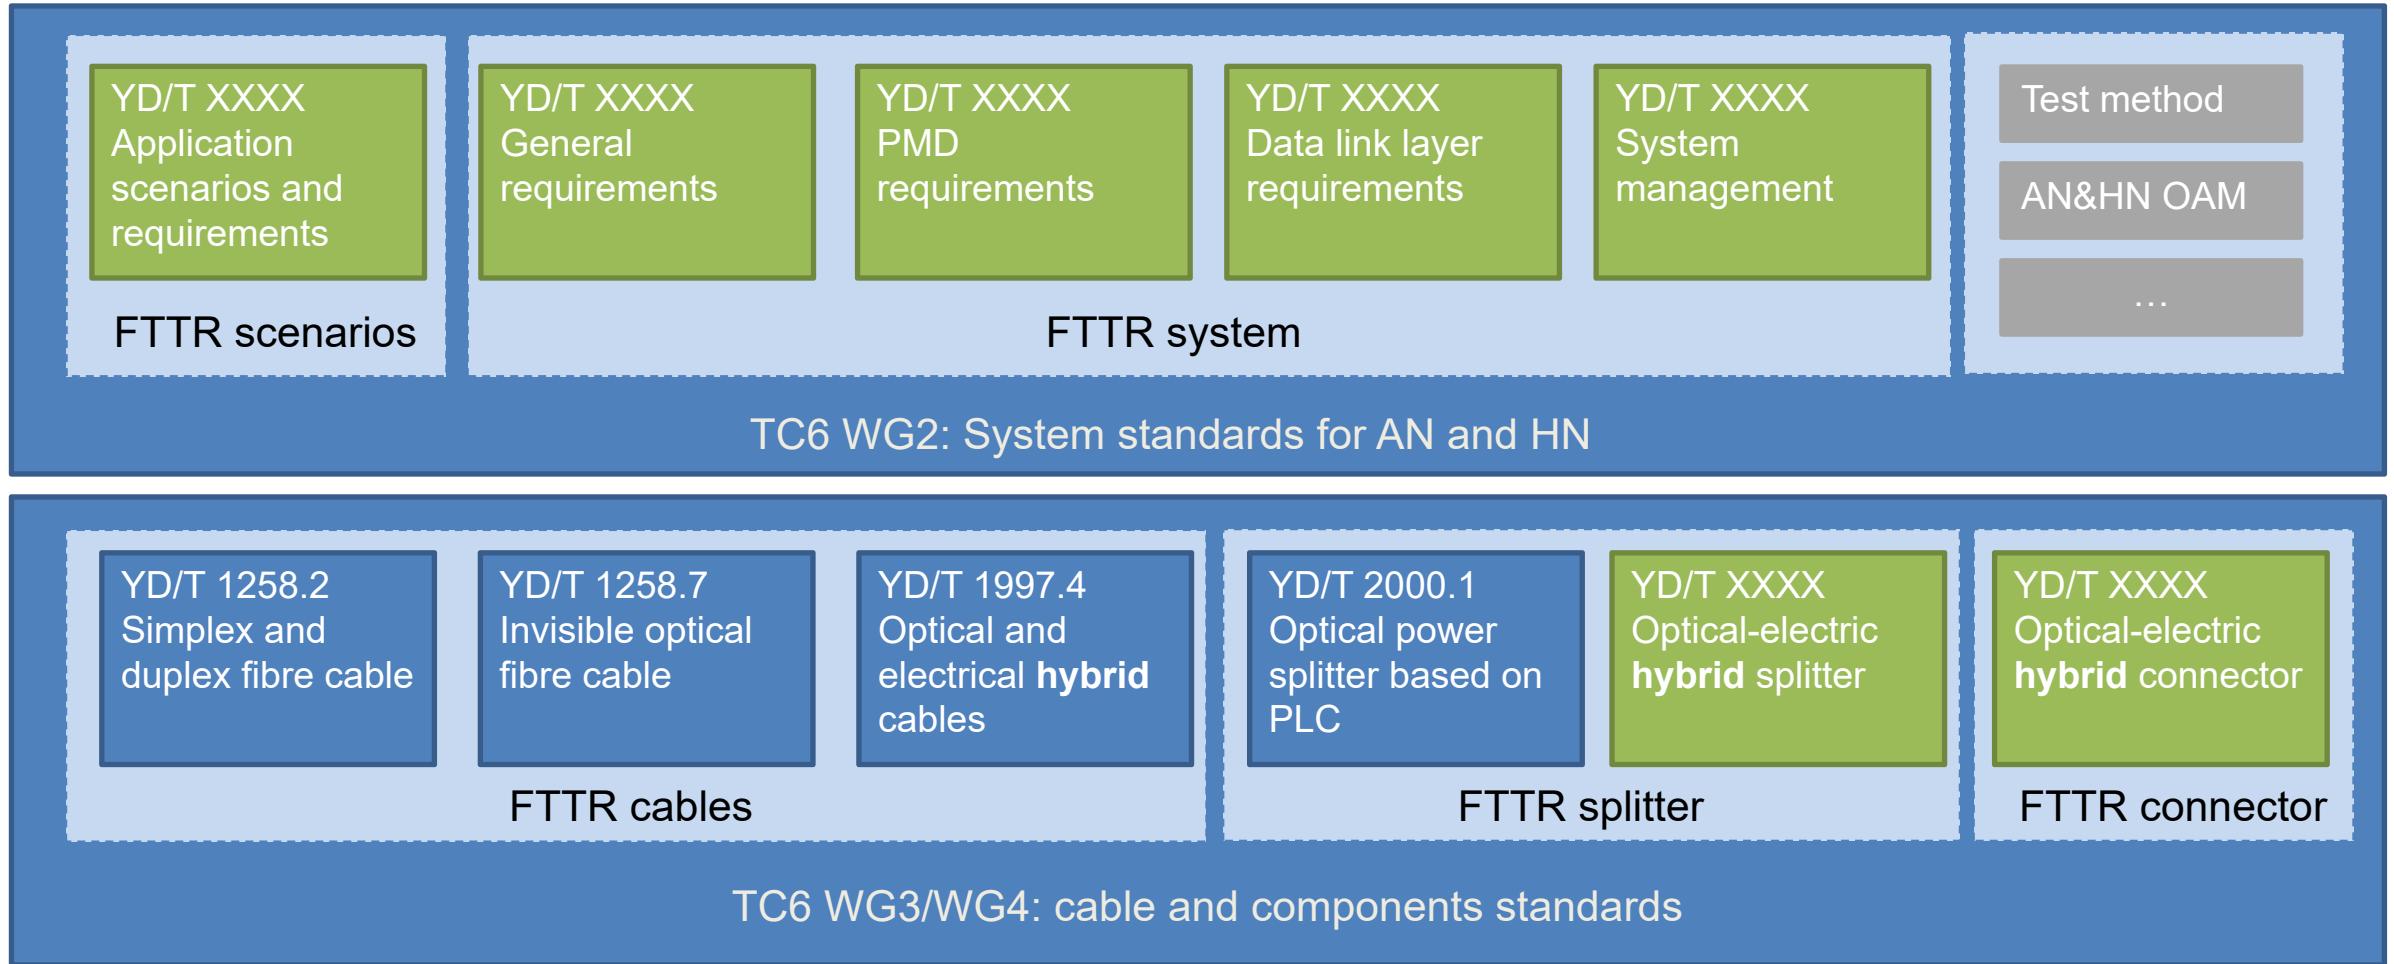 YD/T XXXX
Application
scenarios and
requirements
FTTR scenarios
YD/T XXXX
General
requirements
YD/T XXXX
PMD
requirements
YD/T XXXX
Data link layer
requirements
YD/T XXXX
System
management
FTTR system
Test method
AN&HN OAM
...
TC6 WG2: System standards for AN and HN
YD/T 1258.2
Simplex and
duplex fibre cable
YD/T 1258.7
Invisible optical
fibre cable
YD/T 1997.4
Optical and
electrical hybrid
cables
FTTR cables
YD/T 2000.1
Optical power
splitter based on
PLC
YD/T XXXX
Optical-electric
hybrid splitter
FTTR splitter
YD/T XXXX
Optical-electric
hybrid connector
FTTR connector
TC6 WG3/WG4: cable and components standards